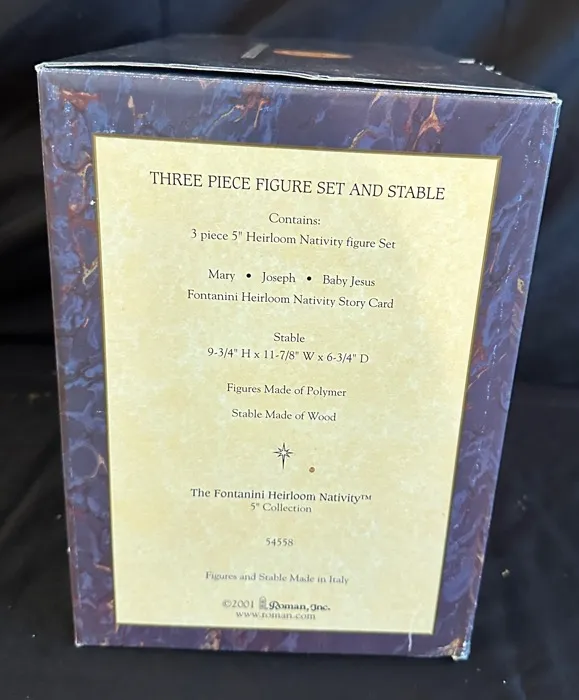 THREE PIECE FIGURE SET AND STABLE
Contains:
3 piece 5" Heirloom Nativity figure Set
Mary • Joseph • Baby Jesus
Fontanini Heirloom Nativity Story Card
Stable
9-3/4" H x 11-7/8" W x 6-3/4" D
Figures Made of Polymer
Stable Made of Wood
The Fontanini Heirloom Nativity™
5" Collection
54558
Figures and Stable Made in Italy
©2001 Roman, Inc.
www.roman.com